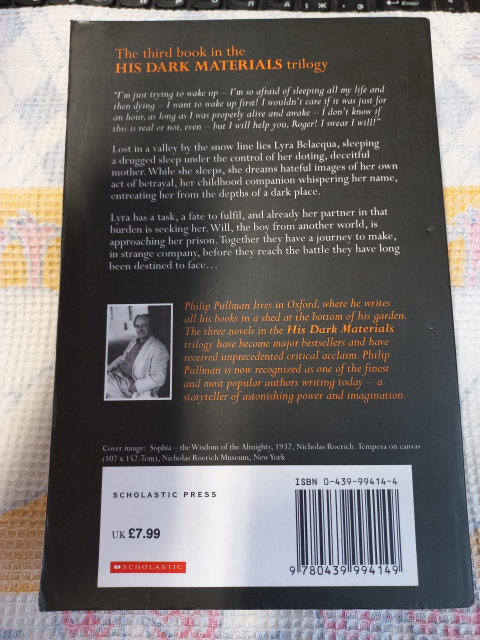 The third book in the
HIS DARK MATERIALS trilogy
"I'm just trying to wake up – I'm so afraid of sleeping all my life and
then dying – I want to wake up first! I wouldn't care if it was just for
an hour, as long as I was properly alive and awake – I don't know if
this is real or not, even – but I will help you, Roger! I swear I will!"
Lost in a valley by the snow line lies Lyra Belacqua, sleeping
a drugged sleep under the control of her doting, deceitful
mother. While she sleeps, she dreams hateful images of her own
act of betrayal, her childhood companion whispering her name,
entreating her from the depths of a dark place.
Lyra has a task, a fate to fulfil, and already her partner in that
burden is seeking her. Will, the boy from another world, is
approaching her prison. Together they have a journey to make,
in strange company, before they reach the battle they have long
been destined to face…
Philip Pullman lives in Oxford, where he writes
all his books in a shed at the bottom of his garden.
The three novels in the His Dark Materials
trilogy have become major bestsellers and have
received unprecedented critical acclaim. Philip
Pullman is now recognized as one of the finest
and most popular authors writing today – a
storyteller of astonishing power and imagination.
Cover image: Sophia – the Wisdom of the Almighty, 1932, Nicholas Roerich. Tempera on canvas
(107 x 152.7cm), Nicholas Roerich Museum, New York
SCHOLASTIC PRESS
UK £7.99
SCHOLASTIC
ISBN 0-439-99414-4
9 780439 994149